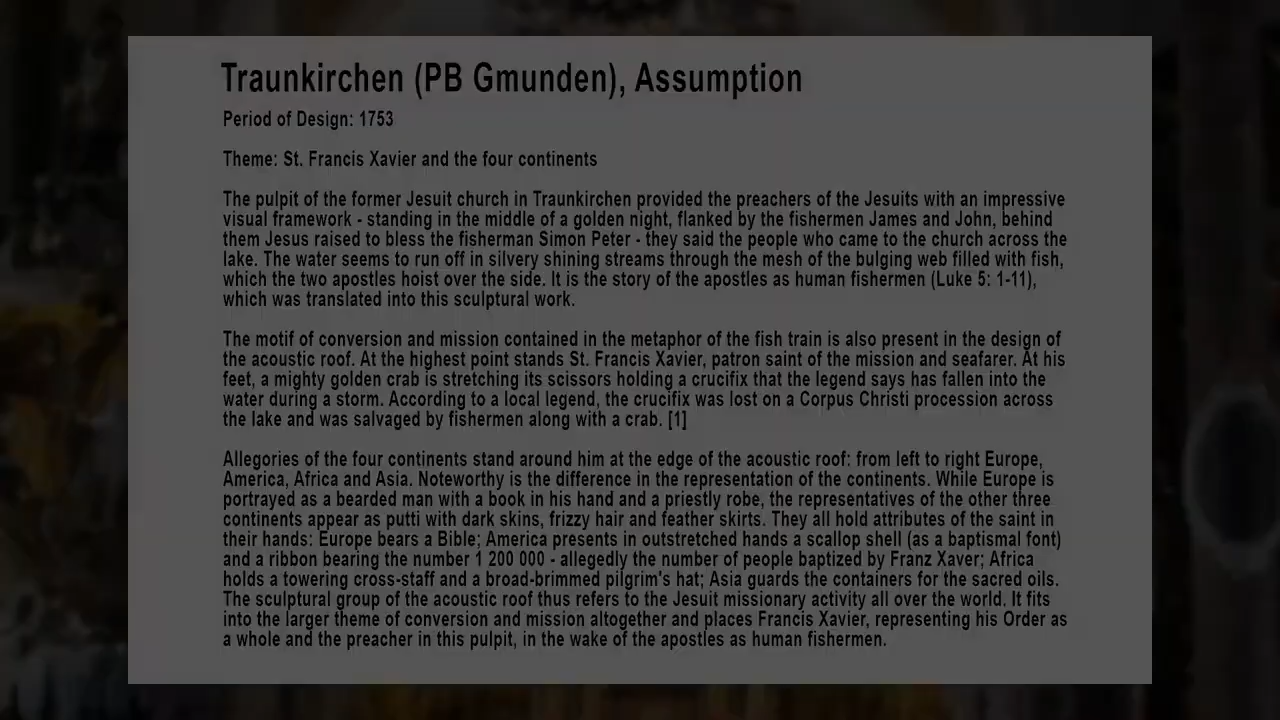 Traunkirchen (PB Gmunden), Assumption
Period of Design: 1753
Theme: St. Francis Xavier and the four continents
The pulpit of the former Jesuit church in Traunkirchen provided the preachers of the Jesuits with an impressive
visual framework - standing in the middle of a golden night, flanked by the fishermen James and John, behind
them Jesus raised to bless the fisherman Simon Peter - they said the people who came to the church across the
lake. The water seems to run off in silvery shining streams through the mesh of the bulging web filled with fish,
which the two apostles hoist over the side. It is the story of the apostles as human fishermen (Luke 5: 1-11),
which was translated into this sculptural work.
The motif of conversion and mission contained in the metaphor of the fish train is also present in the design of
the acoustic roof. At the highest point stands St. Francis Xavier, patron saint of the mission and seafarer. At his
feet, a mighty golden crab is stretching its scissors holding a crucifix that the legend says has fallen into the
water during a storm. According to a local legend, the crucifix was lost on a Corpus Christi procession across
the lake and was salvaged by fishermen along with a crab. [1]
Allegories of the four continents stand around him at the edge of the acoustic roof: from left to right Europe,
America, Africa and Asia. Noteworthy is the difference in the representation of the continents. While Europe is
portrayed as a bearded man with a book in his hand and a priestly robe, the representatives of the other three
continents appear as putti with dark skins, frizzy hair and feather skirts. They all hold attributes of the saint in
their hands: Europe bears a Bible; America presents in outstretched hands a scallop shell (as a baptismal font)
and a ribbon bearing the number 1 200 000 - allegedly the number of people baptized by Franz Xaver; Africa
holds a towering cross-staff and a broad-brimmed pilgrim's hat; Asia guards the containers for the sacred oils.
The sculptural group of the acoustic roof thus refers to the Jesuit missionary activity all over the world. It fits
into the larger theme of conversion and mission altogether and places Francis Xavier, representing his Order as
a whole and the preacher in this pulpit, in the wake of the apostles as human fishermen.